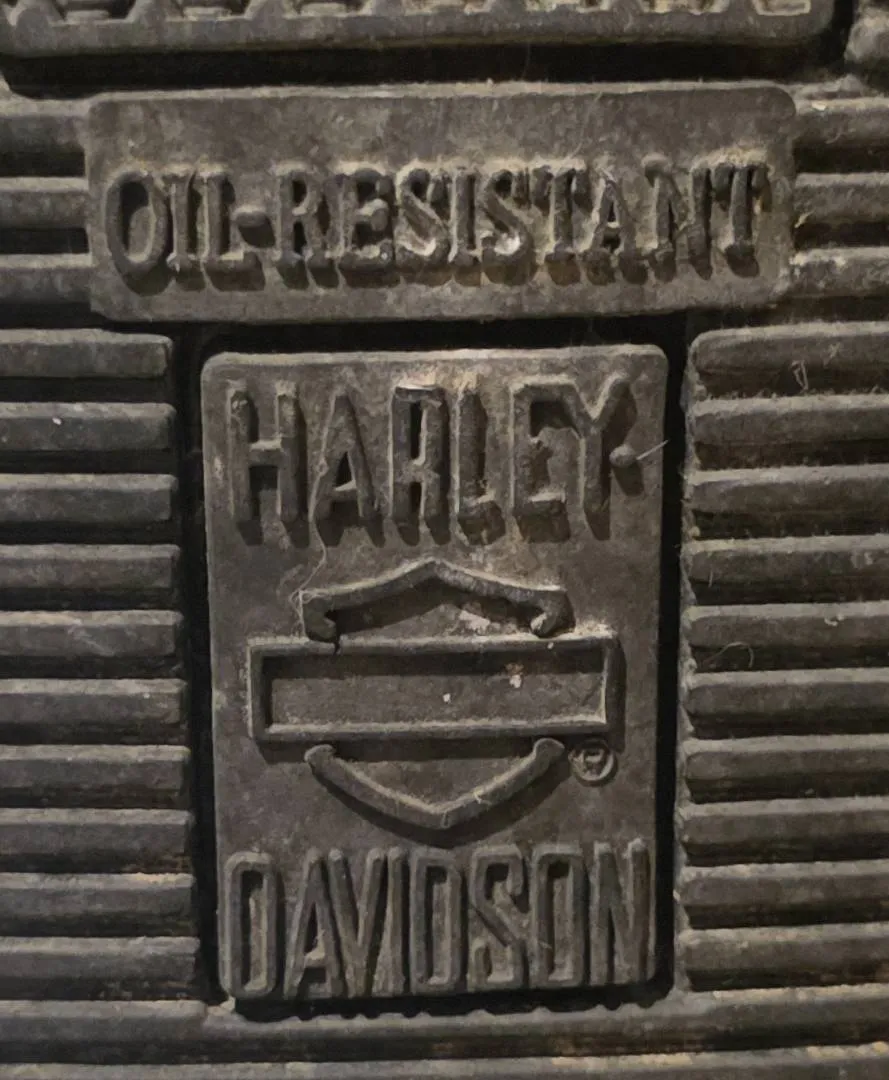 OIL-RESISTANT
HARLEY-
®
DAVIDSON